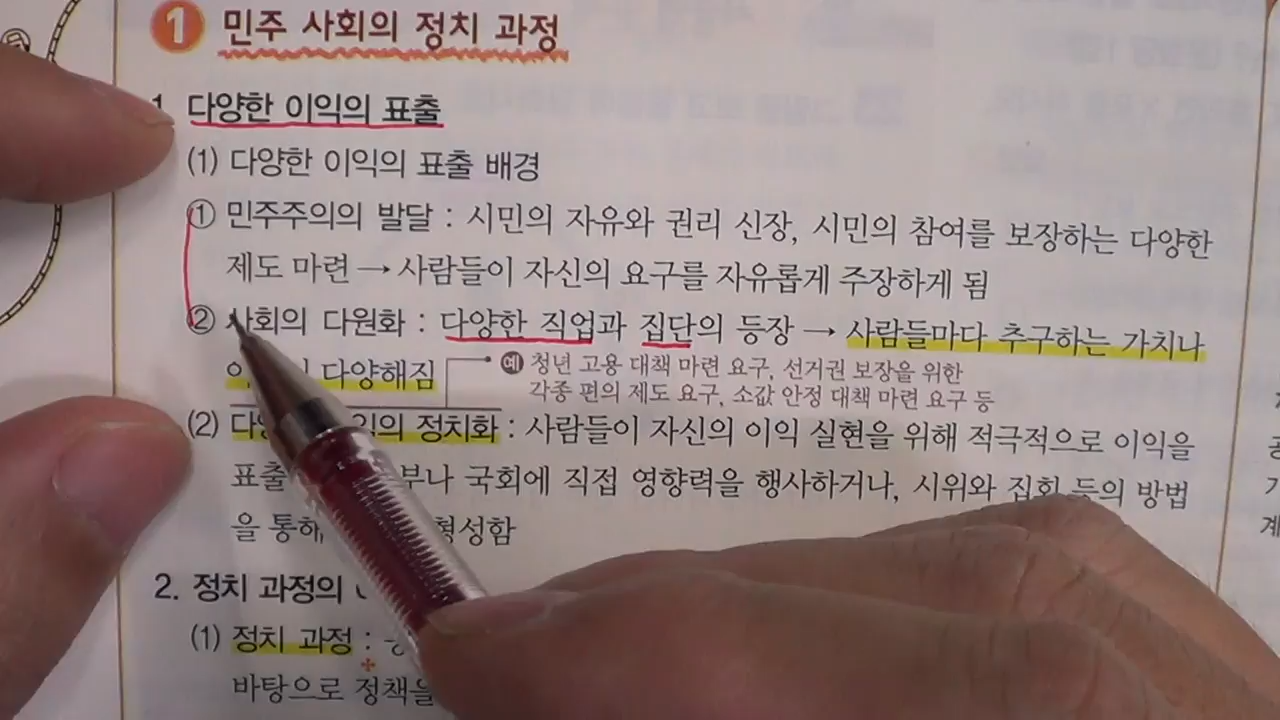 1 민주 사회의 정치 과정
1. 다양한 이익의 표출
(1) 다양한 이익의 표출 배경
① 민주주의의 발달 : 시민의 자유와 권리 신장, 시민의 참여를 보장하는 다양한
제도 마련 → 사람들이 자신의 요구를 자유롭게 주장하게 됨
② 사회의 다원화 : 다양한 직업과 집단의 등장 → 사람들마다 추구하는 가치나
다양해짐
예 청년 고용 대책 마련 요구, 선거권 보장을 위한
각종 편의 제도 요구, 소값 안정 대책 마련 요구 등
(2) 정치화 : 사람들이 자신의 이익 실현을 위해 적극적으로 이익을
표출 국회에 직접 영향력을 행사하거나, 시위와 집회 등의 방법
을 통해 형성함
2. 정치 과정의
(1) 정치 과정 :
바탕으로 정책을